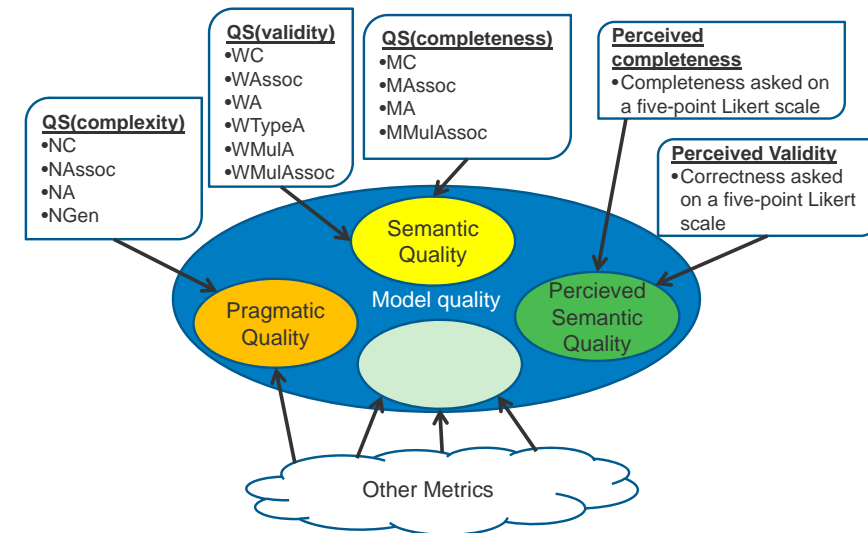 QS(complexity)
•NC
•NAssoc
•NA
•NGen
QS(validity)
•WC
•WAssoc
•WA
•WTypeA
•WMulA
•WMulAssoc
QS(completeness)
•MC
•MAssoc
•MA
•MMulAssoc
Perceived
completeness
•Completeness asked on
a five-point Likert scale
Perceived Validity
•Correctness asked
on a five-point Likert
scale
Semantic
Quality
Model quality
Pragmatic
Quality
Percieved
Semantic
Quality
Other Metrics